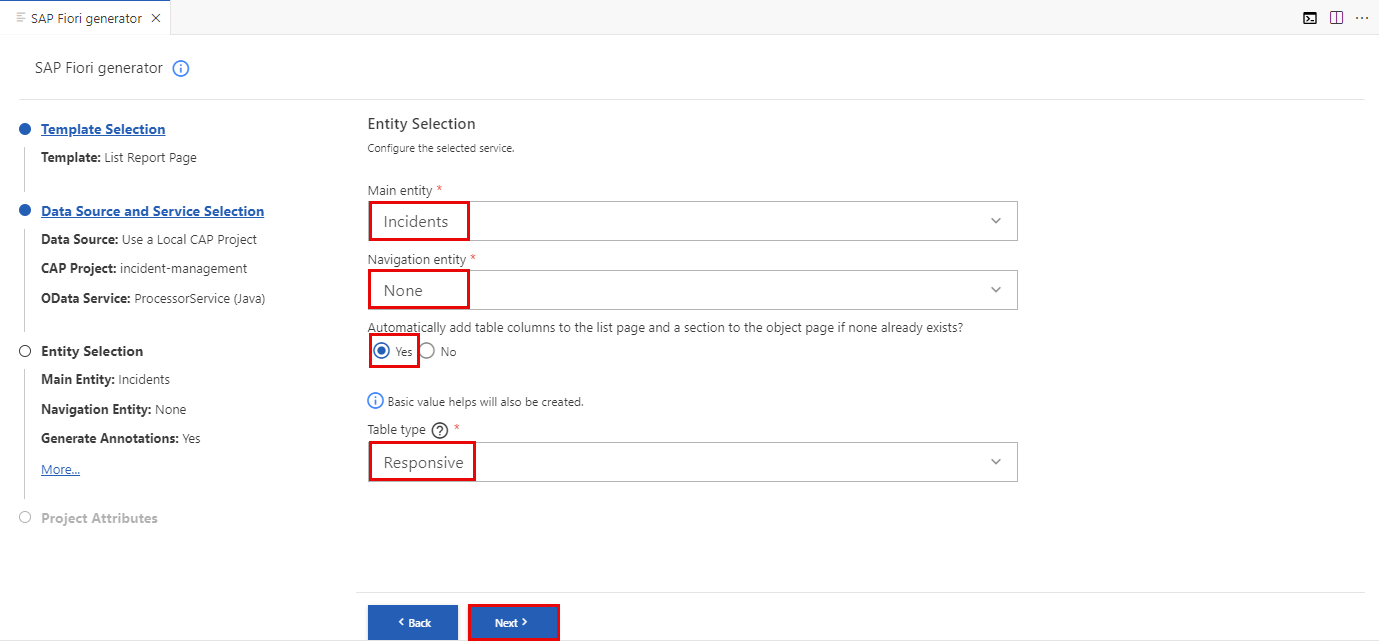 SAP Fiori generator
SAP Fiori generator
Template Selection
Template: List Report Page
Data Source and Service Selection
Data Source: Use a Local CAP Project
CAP Project: incident-management
OData Service: ProcessorService (Java)
Entity Selection
Main Entity: Incidents
Navigation Entity: None
Generate Annotations: Yes
More...
Project Attributes
Entity Selection
Configure the selected service.
Main entity *
Incidents
Navigation entity *
None
Automatically add table columns to the list page and a section to the object page if none already exists?
Yes No
Basic value helps will also be created.
Table type ? *
Responsive
< Back Next >